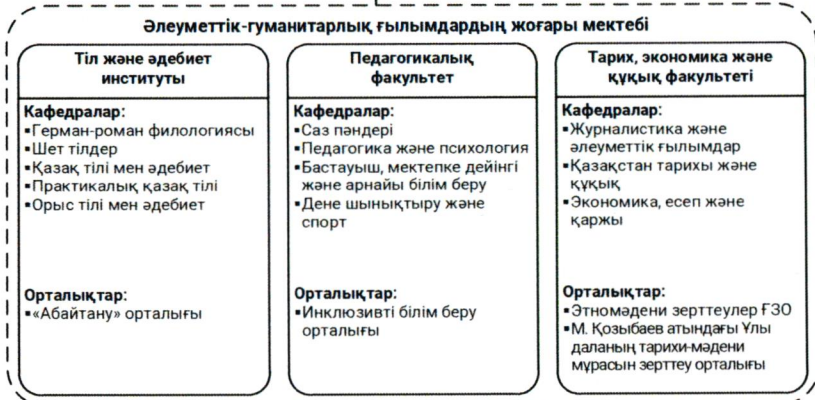 Әлеуметтік-гуманитарлық ғылымдардың жоғары мектебі
Тіл және әдебиет
институты
Кафедралар:
▪Герман-роман филологиясы
▪Шет тілдер
▪Қазақ тілі мен әдебиет
▪Практикалық қазақ тілі
▪Орыс тілі мен әдебиет
Орталықтар:
▪«Абайтану» орталығы
Педагогикалық
факультет
Кафедралар:
▪Саз пәндері
▪Педагогика және психология
▪Бастауыш, мектепке дейінгі
және арнайы білім беру
▪Дене шынықтыру және
спорт
Орталықтар:
▪Инклюзивті білім беру
орталығы
Тарих, экономика және
құқық факультеті
Кафедралар:
▪Журналистика және
әлеуметтік ғылымдар
▪Қазақстан тарихы және
құқық
▪Экономика, есеп және
қаржы
Орталықтар:
▪Этномәдени зерттеулер ҒЗО
▪М. Қозыбаев атындағы Ұлы
даланың тарихи-мәдени
мұрасын зерттеу орталығы